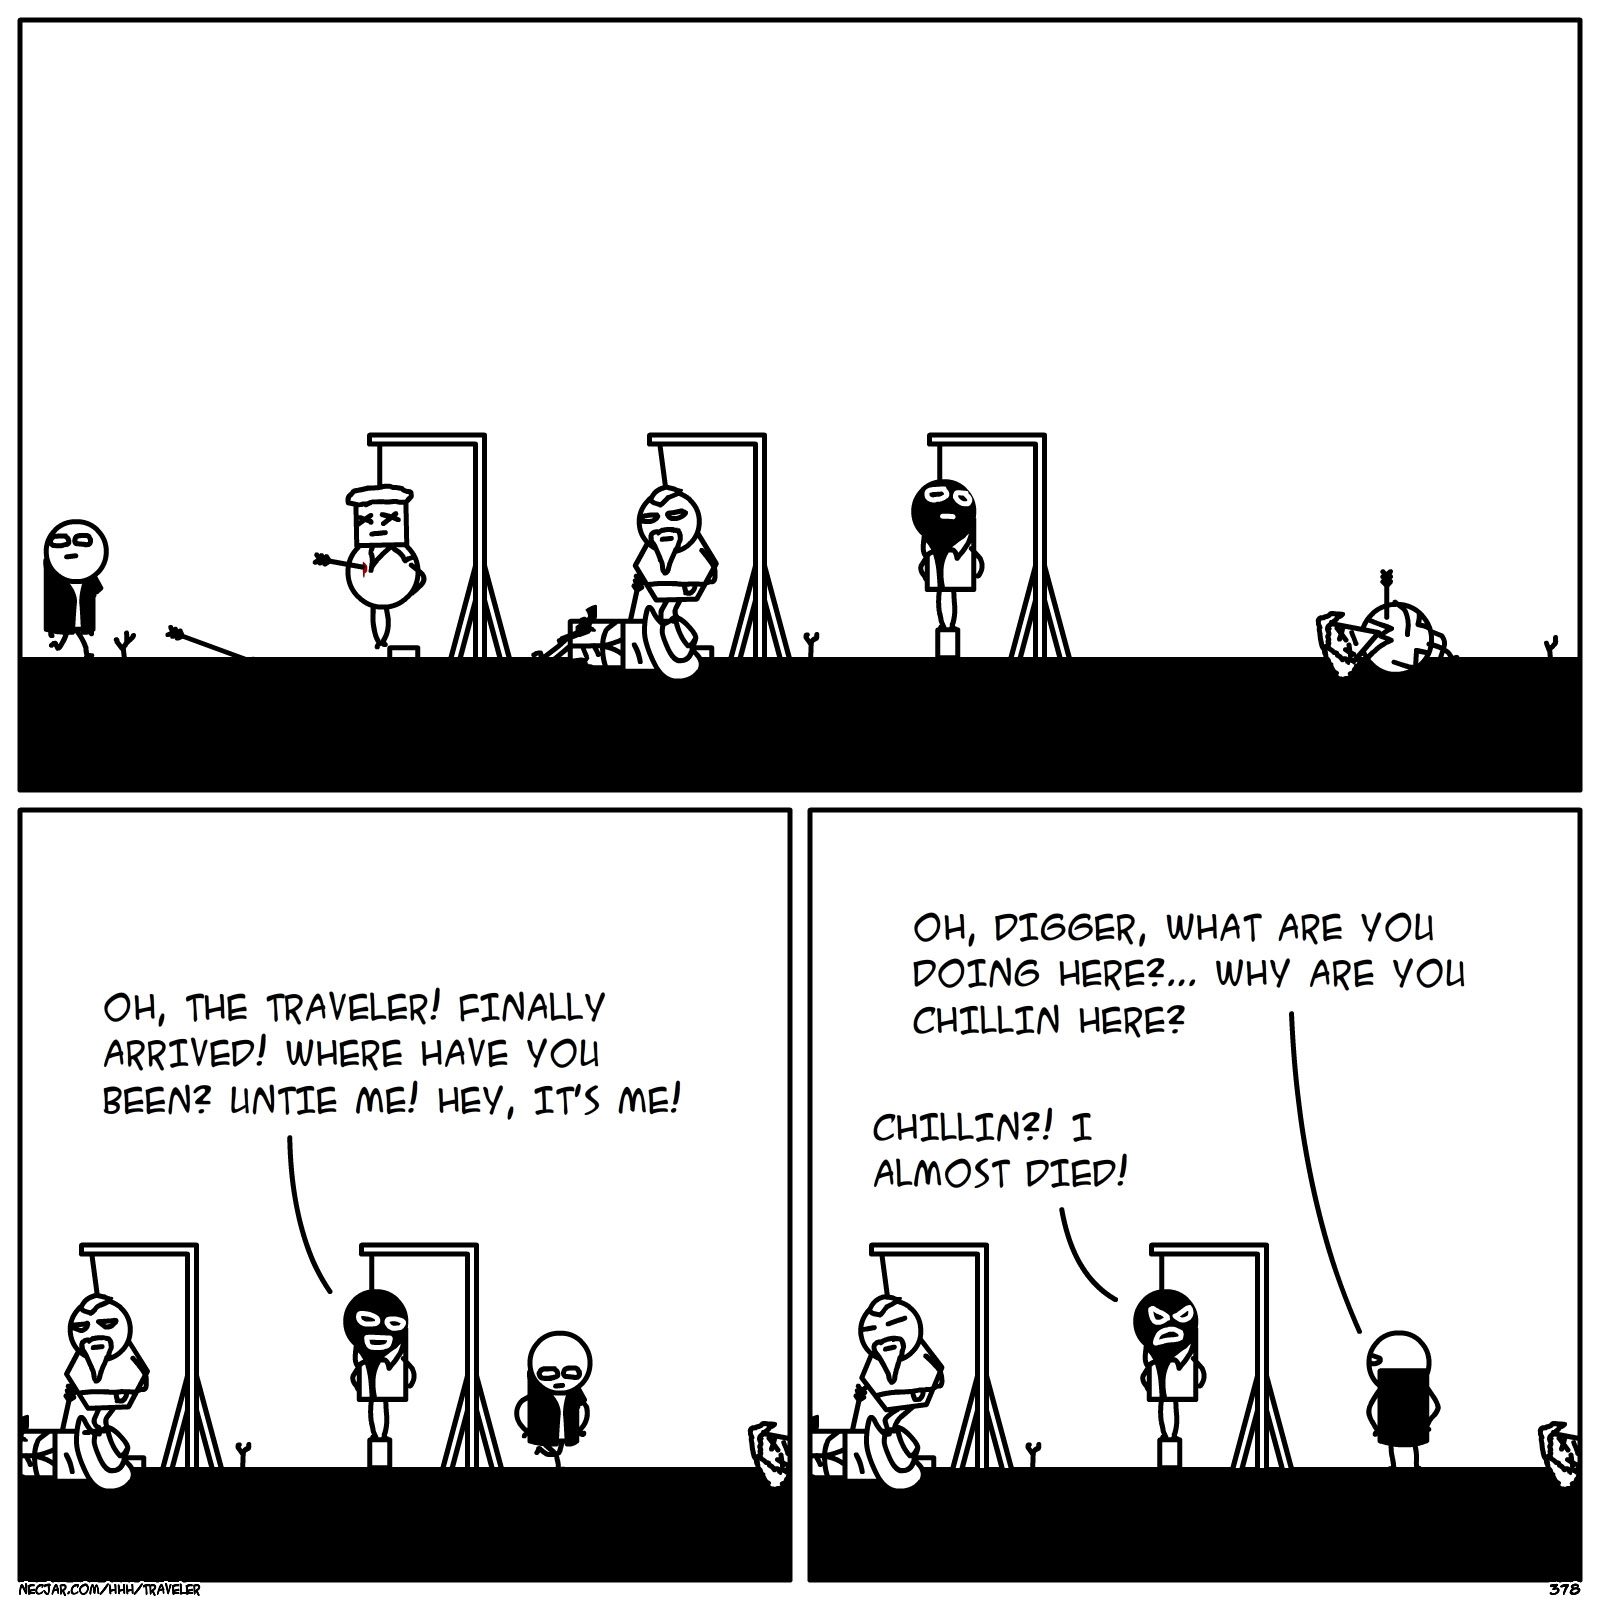 OH, THE TRAVELER! FINALLY
ARRIVED! WHERE HAVE YOU
BEEN? UNTIE ME! HEY, IT'S ME!
OH, DIGGER, WHAT ARE YOU
DOING HERE?... WHY ARE YOU
CHILLIN HERE?
CHILLIN?! I
ALMOST DIED!
NECJAR.COM/HHH/TRAVELER
378